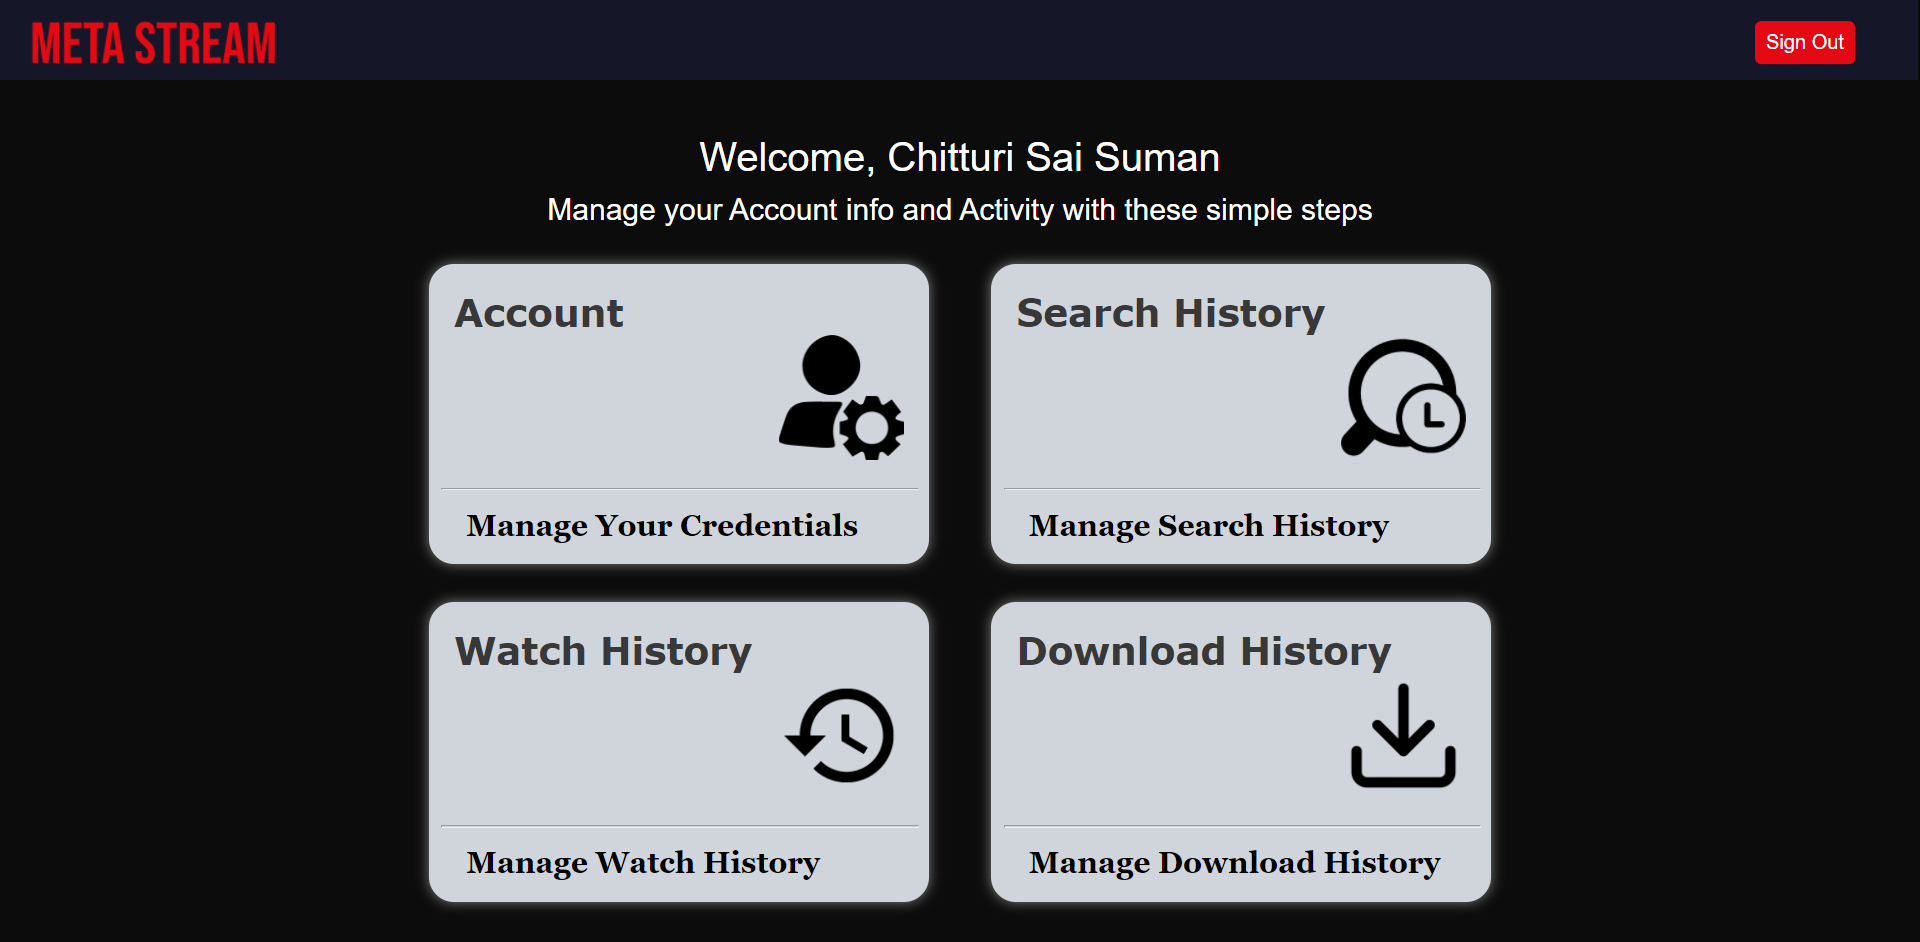 META STREAM
Sign Out
Welcome, Chitturi Sai Suman
Manage your Account info and Activity with these simple steps
Account
Manage Your Credentials
Search History
Manage Search History
Watch History
Manage Watch History
Download History
Manage Download History